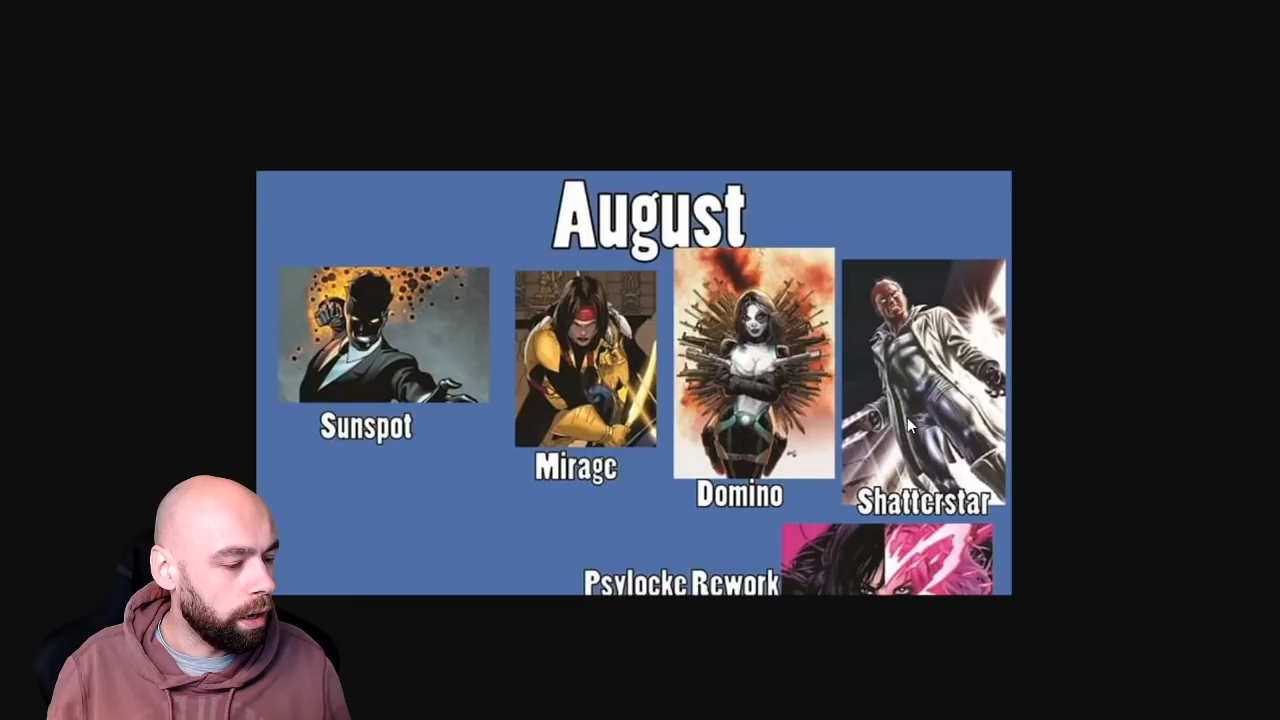 August
Sunspot
Mirage
Domino
Shatterstar
Psylocke Rework